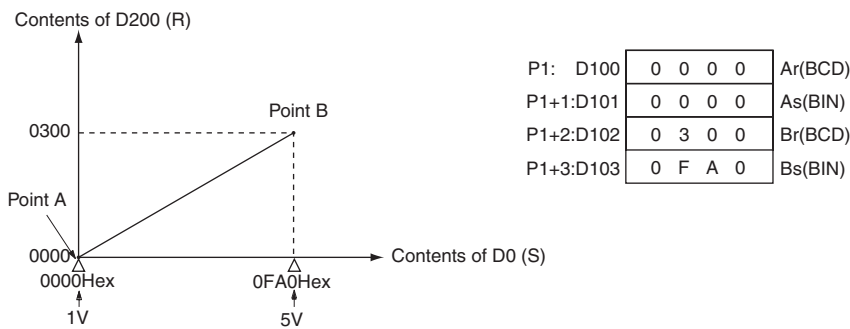 Contents of D200 (R)
0300
Point B
Point A
0000
Contents of D0 (S)
0000Hex
0FA0Hex
1V
5V
P1: D100 0 0 0 0 Ar(BCD)
P1+1:D101 0 0 0 0 As(BIN)
P1+2:D102 0 3 0 0 Br(BCD)
P1+3:D103 0 F A 0 Bs(BIN)